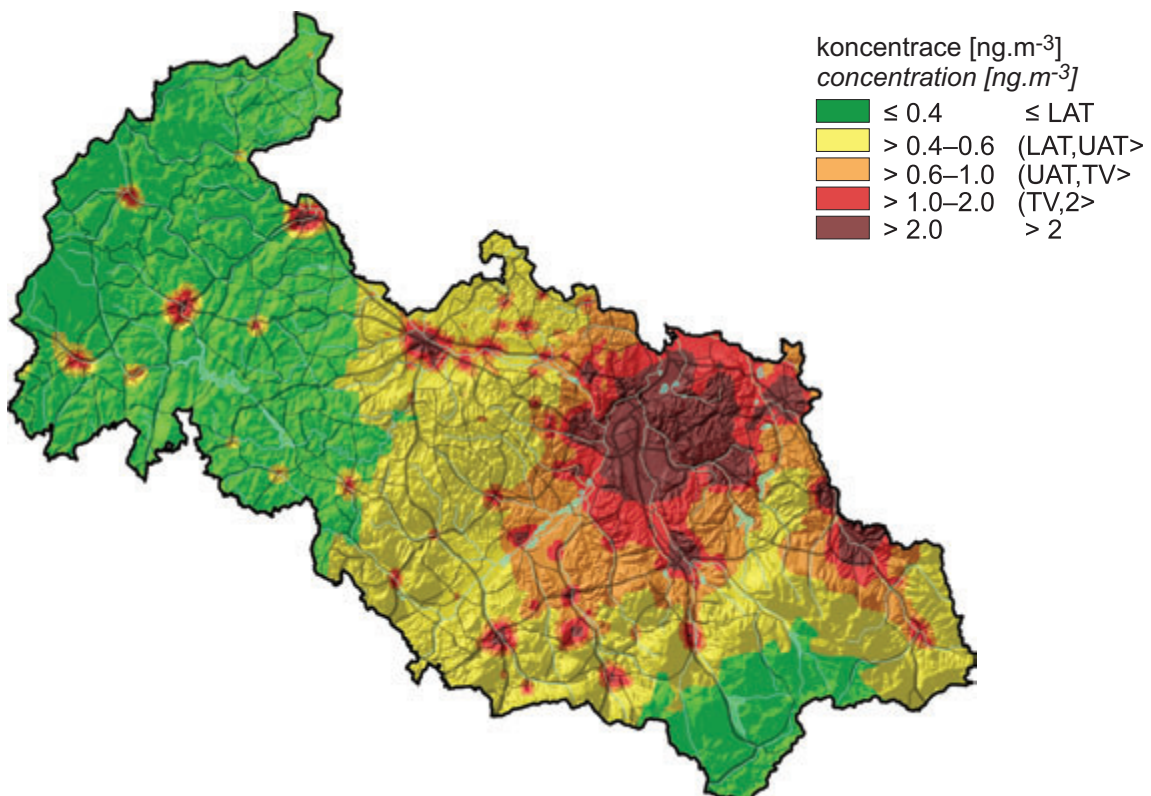 koncentrace [ng.m-3]
concentration [ng.m-3]
≤ 0.4 ≤ LAT
> 0.4–0.6 (LAT,UAT>
> 0.6–1.0 (UAT,TV>
> 1.0–2.0 (TV,2>
> 2.0 > 2